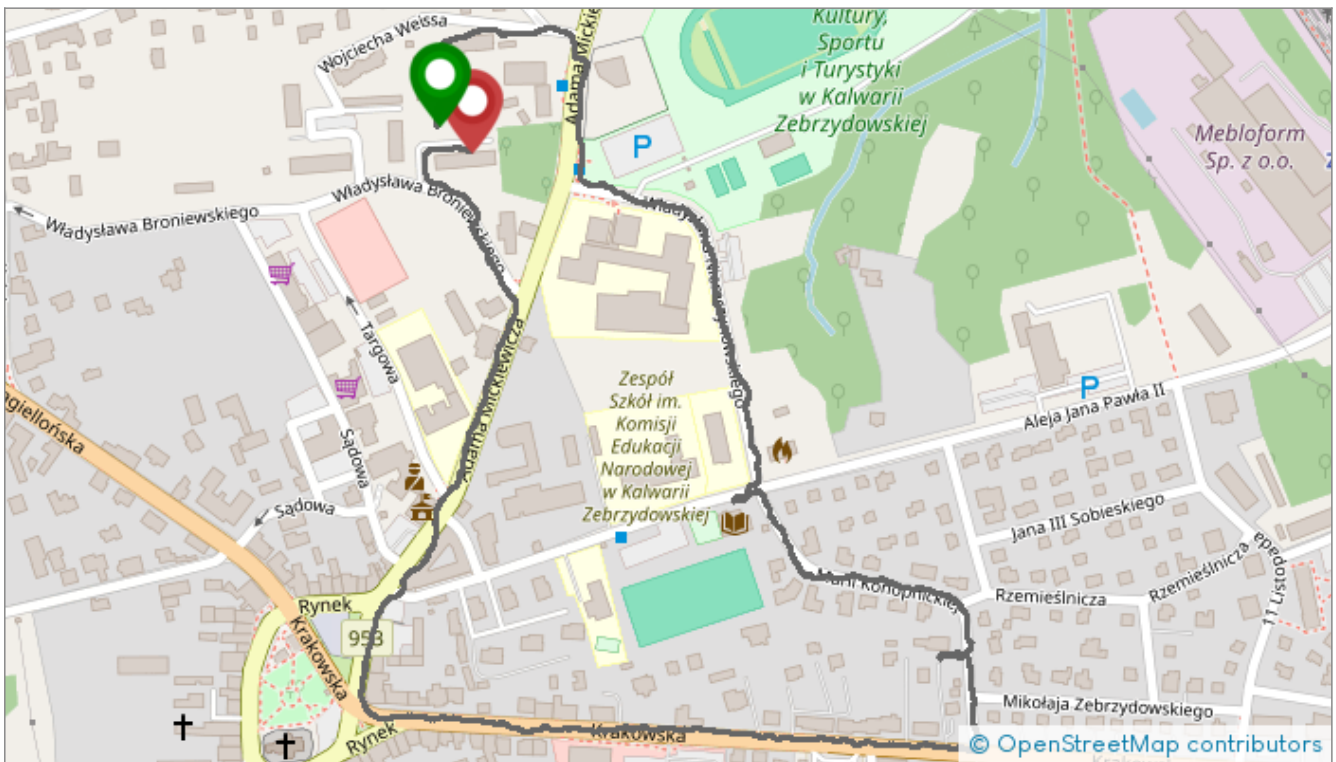 Wojciecha Weissa
Adama Mickie
Kultury,
Sportu
i Turystyki
w Kalwarii
Zebrzydowskiej
P
Mebloform
Sp. z o.o.
Władysława Broniewskiego
← Władysława Broniewskiego
Targowa
Adama Mickiewicza
Zespół
Szkół im.
Komisji
Edukacji
Narodowej
w Kalwarii
Zebrzydowskiej
P
Aleja Jana Pawła II
agiellońska
Sądowa
Sądowa
Jana III Sobieskiego
Rzemieślnicza
Rzemieślnicza
11 Listopada
Marii Konopnickiej
Rynek
953
Krakowska
Rynek
Krakowska
Mikołaja Zebrzydowskiego
© OpenStreetMap contributors